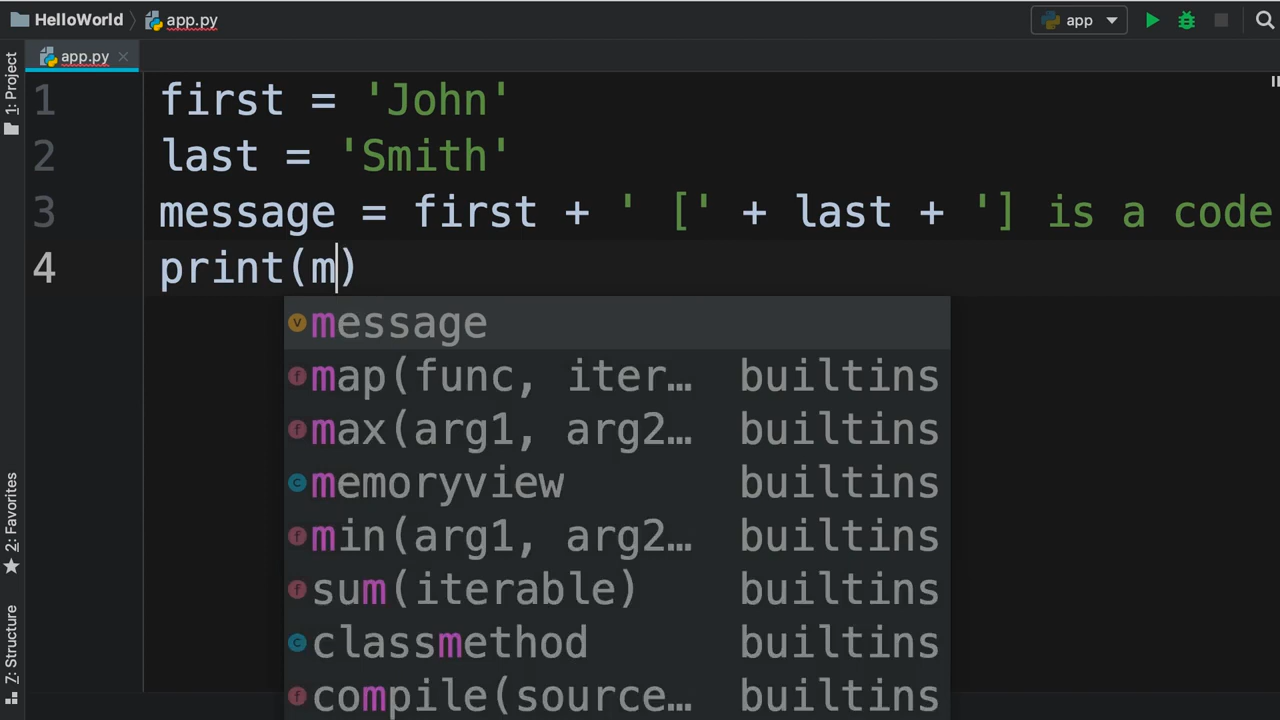 HelloWorld app.py
app
app.py
1: Project
1 first = 'John'
2 last = 'Smith'
3 message = first + ' [' + last + '] is a code
4 print(m)
message
map(func, iter… builtins
max(arg1, arg2… builtins
memoryview builtins
min(arg1, arg2… builtins
sum(iterable) builtins
classmethod builtins
compile(source… builtins
2: Favorites
7: Structure